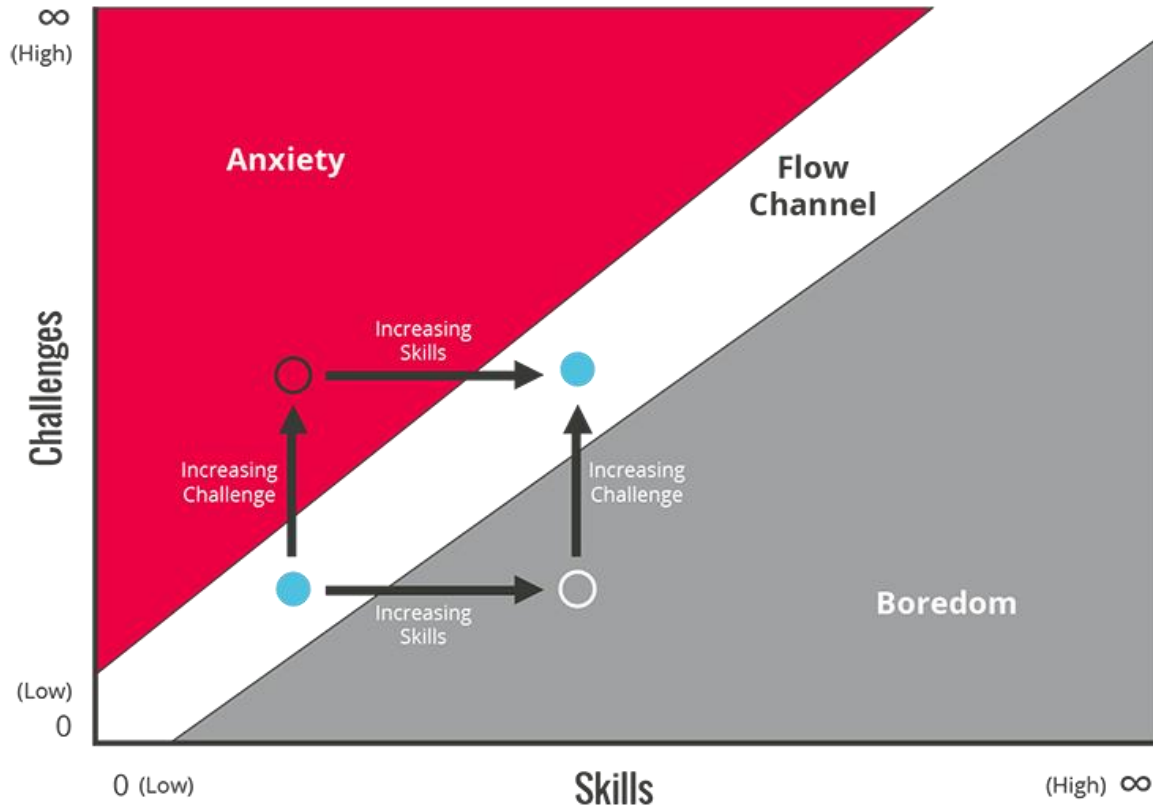 ∞
(High)
Anxiety
Flow
Channel
Increasing
Skills
Challenges
Increasing
Challenge
Increasing
Challenge
Increasing
Skills
Boredom
(Low)
0
0 (Low)
Skills
(High) ∞